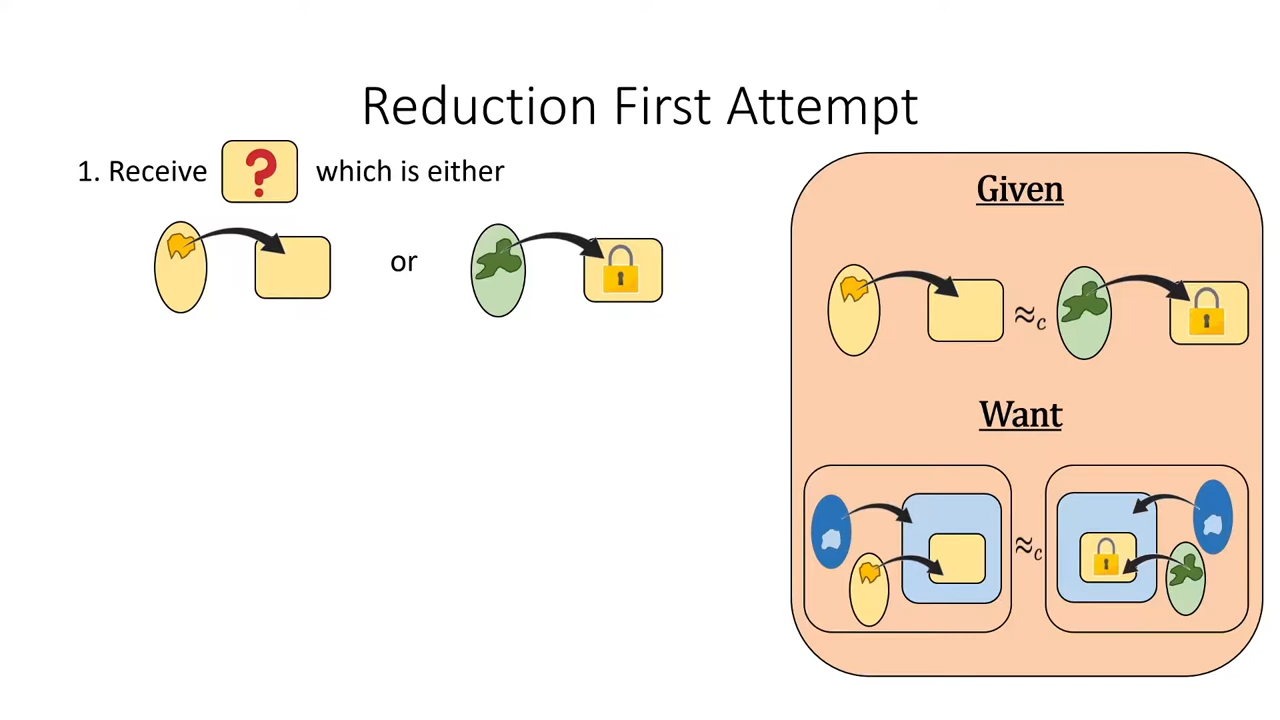 Reduction First Attempt
1. Receive ? which is either
or
Given
≈c
Want
≈c